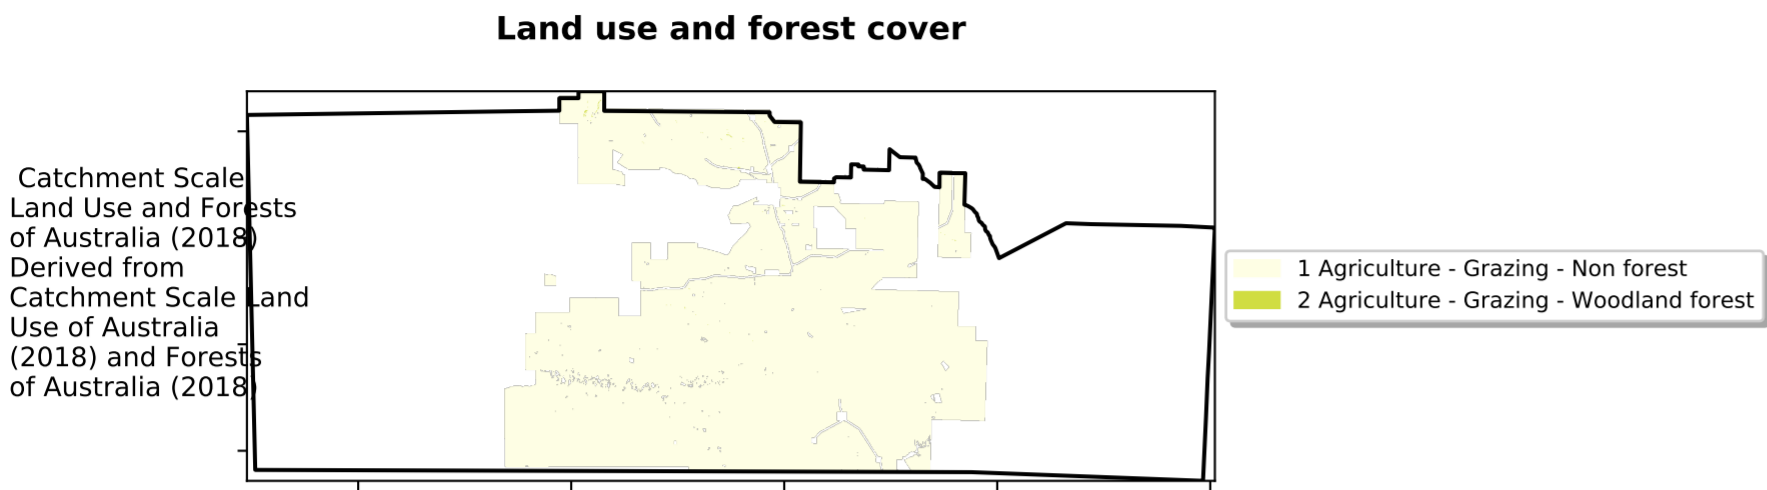 Land use and forest cover
Catchment Scale
Land Use and Forests
of Australia (2018)
Derived from
Catchment Scale Land
Use of Australia
(2018) and Forests
of Australia (2018)
1 Agriculture - Grazing - Non forest
2 Agriculture - Grazing - Woodland forest